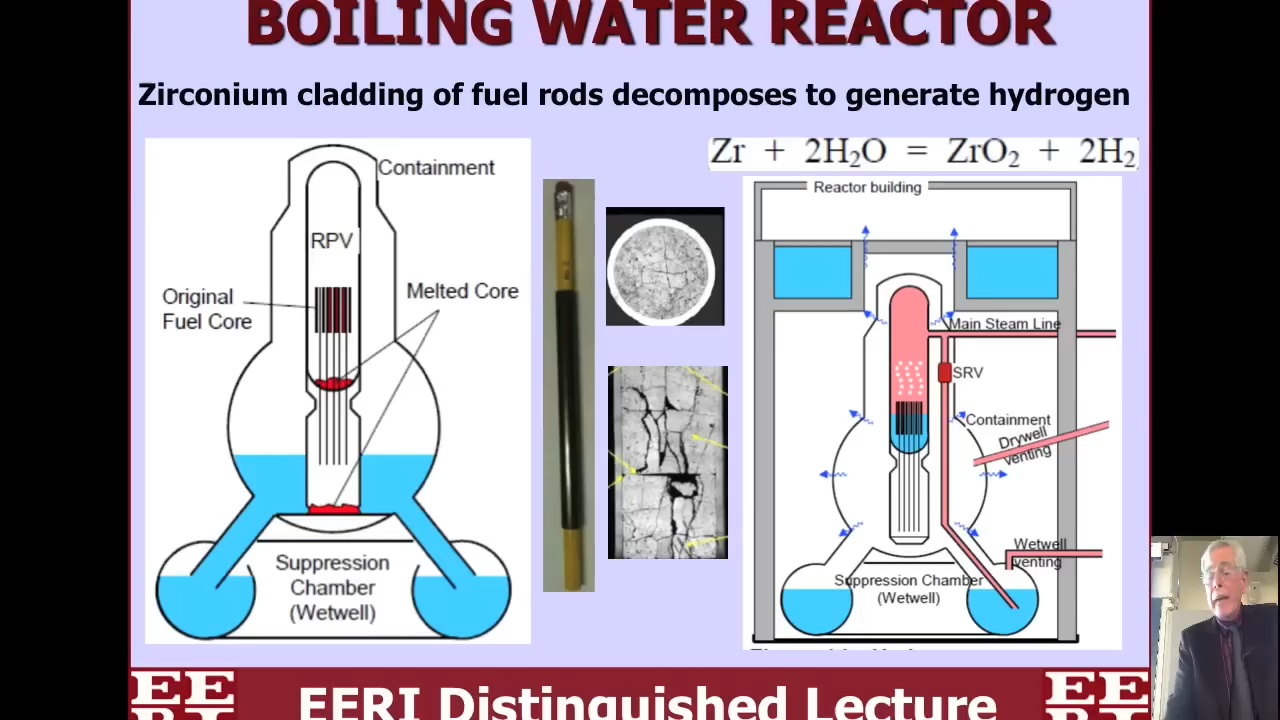 BOILING WATER REACTOR
Zirconium cladding of fuel rods decomposes to generate hydrogen
Zr + 2H₂O = ZrO₂ + 2H₂
Containment
RPV
Original
Fuel Core
Melted Core
Suppression
Chamber
(Wetwell)
Reactor building
Main Steam Line
SRV
Containment
Drywell
venting
Wetwell
venting
Suppression Chamber
(Wetwell)
EERI Distinguished Lecture
EE
EE